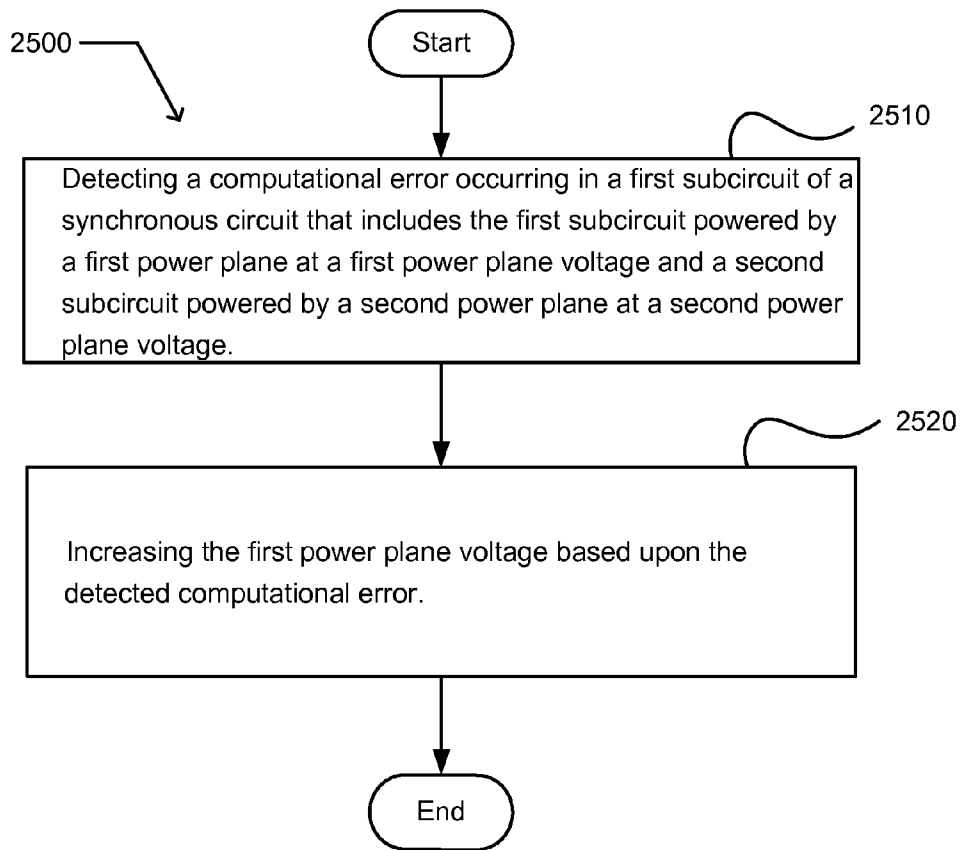 2500
Start
2510
Detecting a computational error occurring in a first subcircuit of a
synchronous circuit that includes the first subcircuit powered by
a first power plane at a first power plane voltage and a second
subcircuit powered by a second power plane at a second power
plane voltage.
2520
Increasing the first power plane voltage based upon the
detected computational error.
End